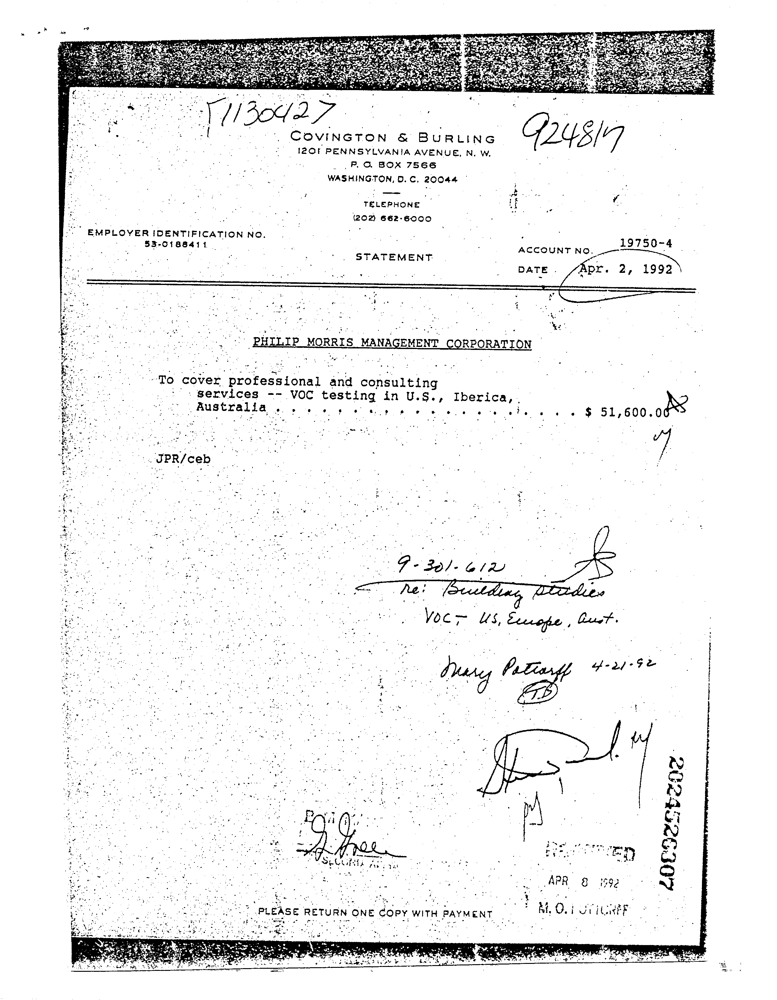 1130427
924817
COVINGTON & BURLING
1201 PENNSYLVANIA AVENUE, N. W.
P. O. BOX 7566
WASHINGTON, D. C. 20044
TELEPHONE
(202) 662-6000
EMPLOYER IDENTIFICATION NO.
53-0188411
STATEMENT
ACCOUNT NO. 19750-4
DATE Apr. 2, 1992
PHILIP MORRIS MANAGEMENT CORPORATION
To cover professional and consulting
services -- VOC testing in U.S., Iberica,
Australia . . . . . . . . . . . . . . . . . . . . . . $ 51,600.00
JPR/ceb
9-301-612
re: Building studies
VOC - US, Europe, Aust.
Mary Pottorff 4-21-92
RECEIVED
APR 8 1992
M. O. POTTORFF
PLEASE RETURN ONE COPY WITH PAYMENT
2024526307